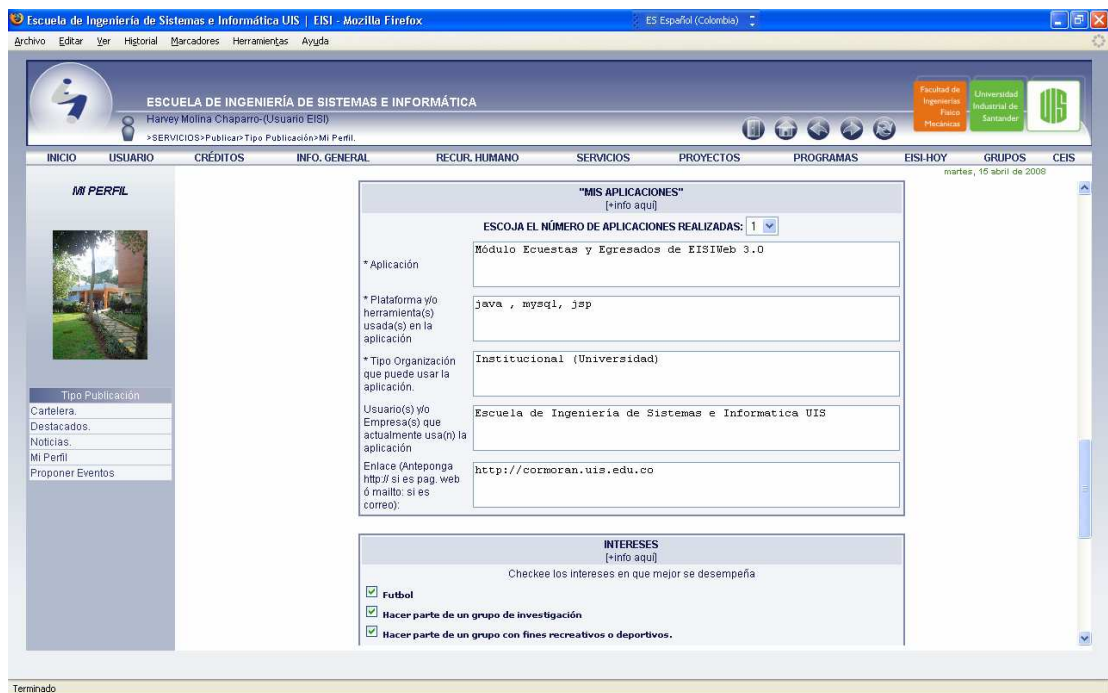 Escuela de Ingeniería de Sistemas e Informática UIS | EISI - Mozilla Firefox
ES Español (Colombia)
Archivo Editar Ver Historial Marcadores Herramientas Ayuda
ESCUELA DE INGENIERÍA DE SISTEMAS E INFORMÁTICA
Harvey Molina Chaparro-(Usuario EISI)
>SERVICIOS>Publicar>Tipo Publicación>Mi Perfil.
Facultad de
Ingenierías
Físico
Mecánicas
Universidad
Industrial de
Santander
UIS
INICIO USUARIO CRÉDITOS INFO. GENERAL RECUR. HUMANO SERVICIOS PROYECTOS PROGRAMAS EISI-HOY GRUPOS CEIS
martes, 15 abril de 2008
MI PERFIL
Tipo Publicación
Cartelera.
Destacados.
Noticias.
Mi Perfil
Proponer Eventos
"MIS APLICACIONES"
[+info aquí]
ESCOJA EL NÚMERO DE APLICACIONES REALIZADAS: 1
* Aplicación
Módulo Ecuestas y Egresados de EISIWeb 3.0
* Plataforma y/o
herramienta(s)
usada(s) en la
aplicación
java , mysql, jsp
* Tipo Organización
que puede usar la
aplicación.
Institucional (Universidad)
Usuario(s) y/o
Empresa(s) que
actualmente usa(n) la
aplicación
Escuela de Ingeniería de Sistemas e Informatica UIS
Enlace (Anteponga
http:// si es pag. web
ó mailto: si es
correo):
http://cormoran.uis.edu.co
INTERESES
[+info aquí]
Checkee los intereses en que mejor se desempeña
Futbol
Hacer parte de un grupo de investigación
Hacer parte de un grupo con fines recreativos o deportivos.
Terminado